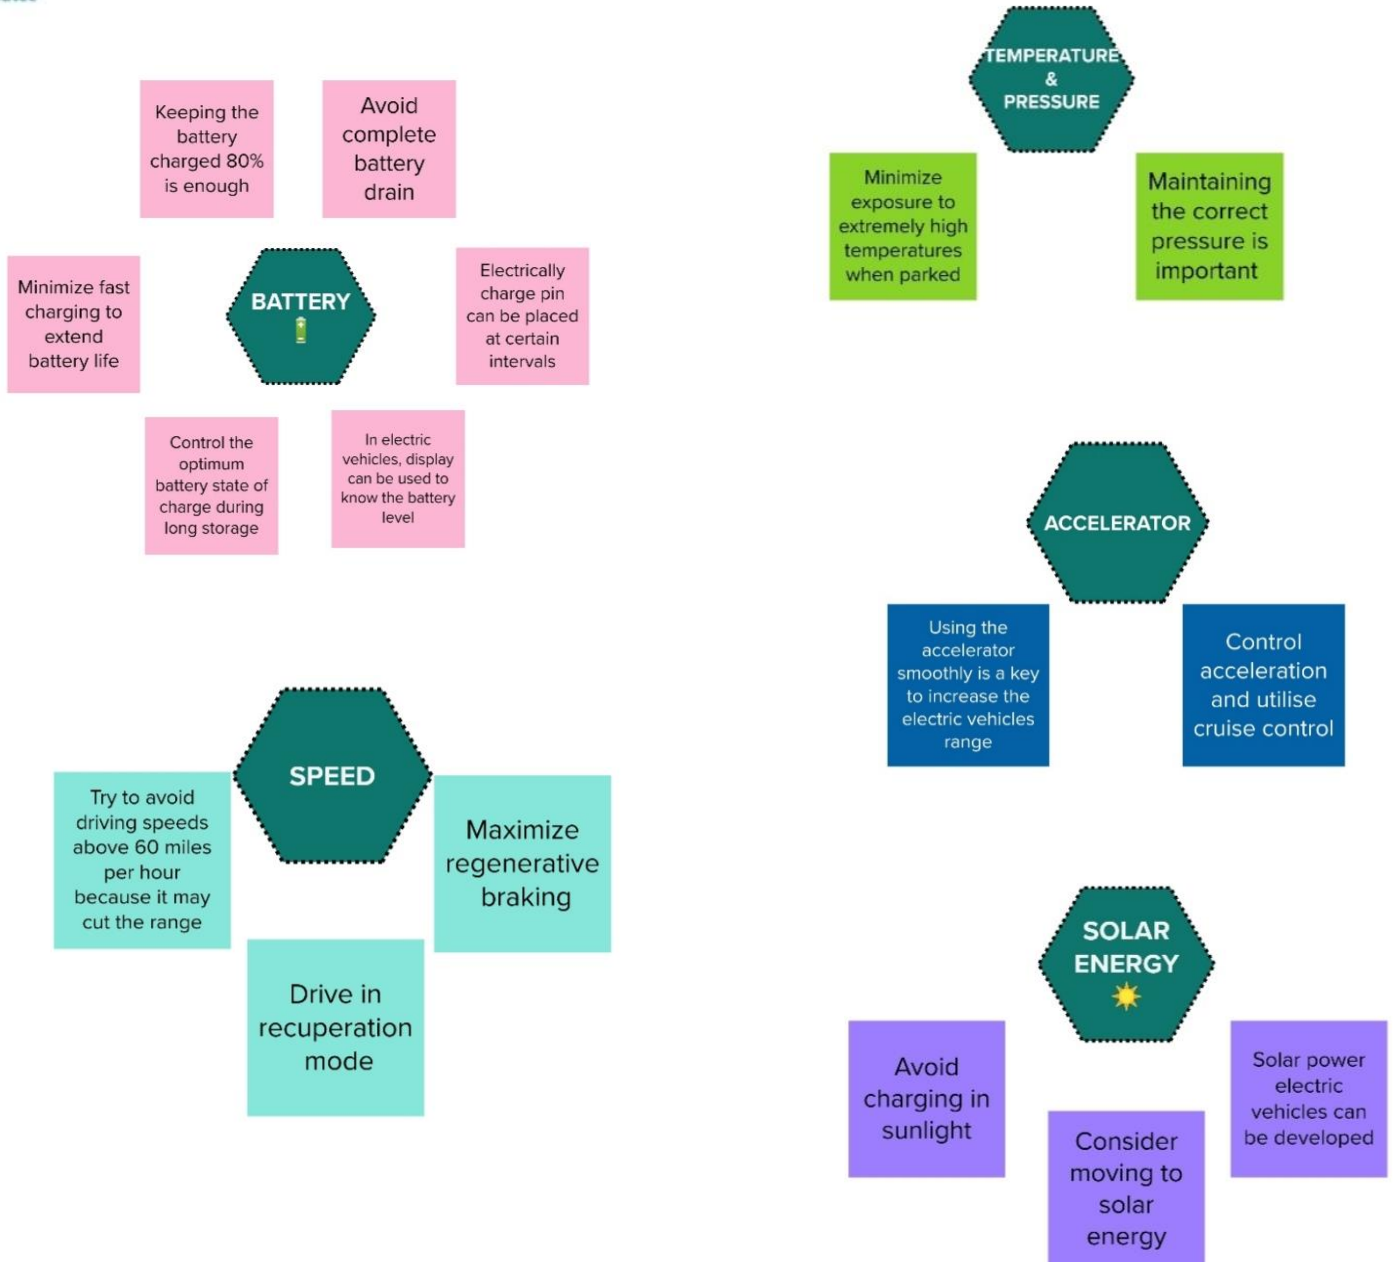 TEMPERATURE
&
PRESSURE
Keeping the
battery
charged 80%
is enough
Avoid
complete
battery
drain
Minimize
exposure to
extremely high
temperatures
when parked
Maintaining
the correct
pressure is
important
Minimize fast
charging to
extend
battery life
BATTERY
Electrically
charge pin
can be placed
at certain
intervals
Control the
optimum
battery state of
charge during
long storage
In electric
vehicles, display
can be used to
know the battery
level
ACCELERATOR
Using the
accelerator
smoothly is a key
to increase the
electric vehicles
range
Control
acceleration
and utilise
cruise control
SPEED
Try to avoid
driving speeds
above 60 miles
per hour
because it may
cut the range
Maximize
regenerative
braking
Drive in
recuperation
mode
SOLAR
ENERGY
Avoid
charging in
sunlight
Consider
moving to
solar
energy
Solar power
electric
vehicles can
be developed